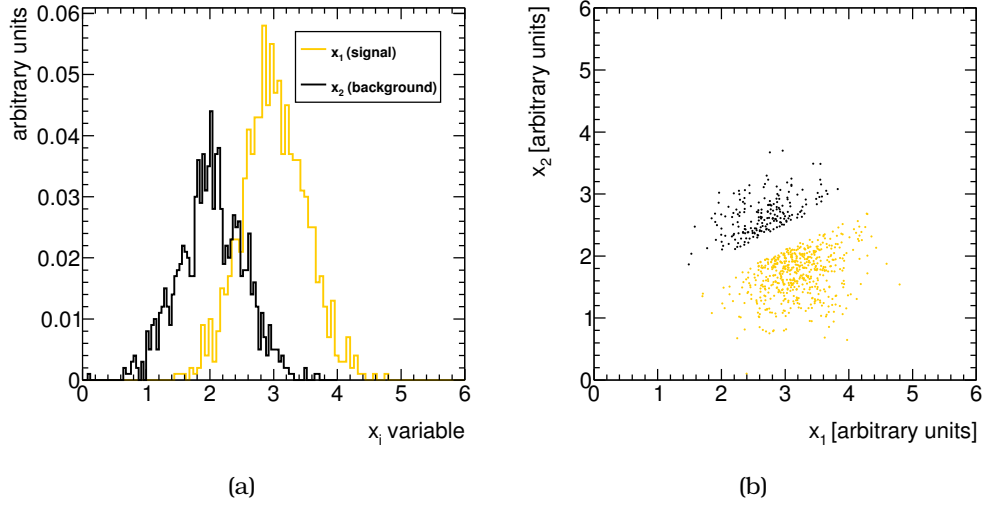 arbitrary units
0.06
0.05
0.04
0.03
0.02
0.01
0
x1 (signal)
x2 (background)
0 1 2 3 4 5 6
xi variable
(a)
x2 [arbitrary units]
6
5
4
3
2
1
0
0 1 2 3 4 5 6
x1 [arbitrary units]
(b)